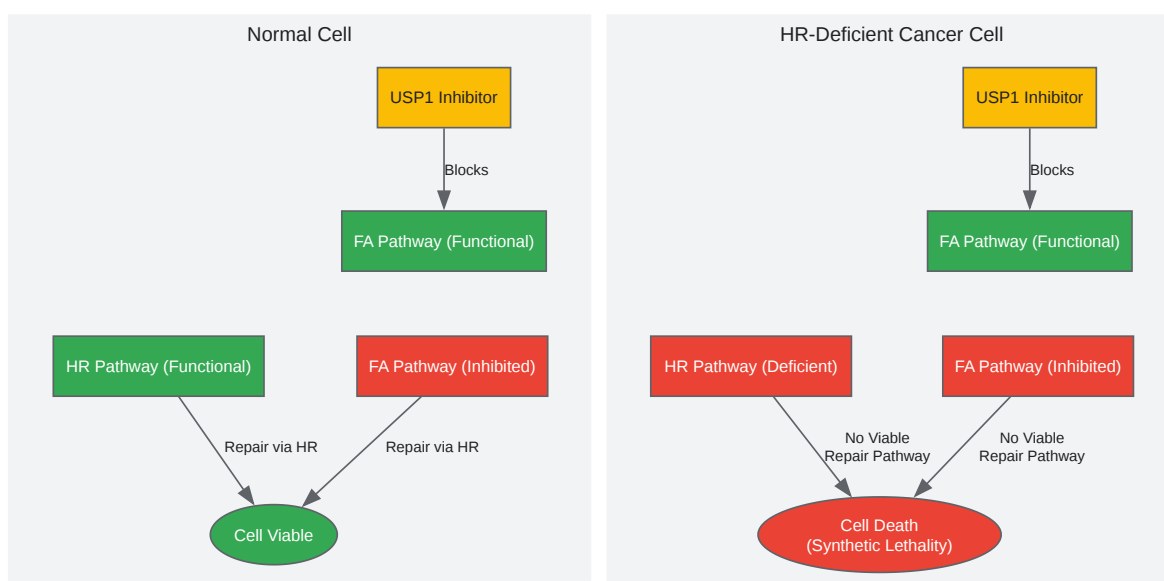 Normal Cell
USP1 Inhibitor
Blocks
FA Pathway (Functional)
HR Pathway (Functional)
FA Pathway (Inhibited)
Repair via HR
Repair via HR
Cell Viable
HR-Deficient Cancer Cell
USP1 Inhibitor
Blocks
FA Pathway (Functional)
HR Pathway (Deficient)
FA Pathway (Inhibited)
No Viable
Repair Pathway
No Viable
Repair Pathway
Cell Death
(Synthetic Lethality)